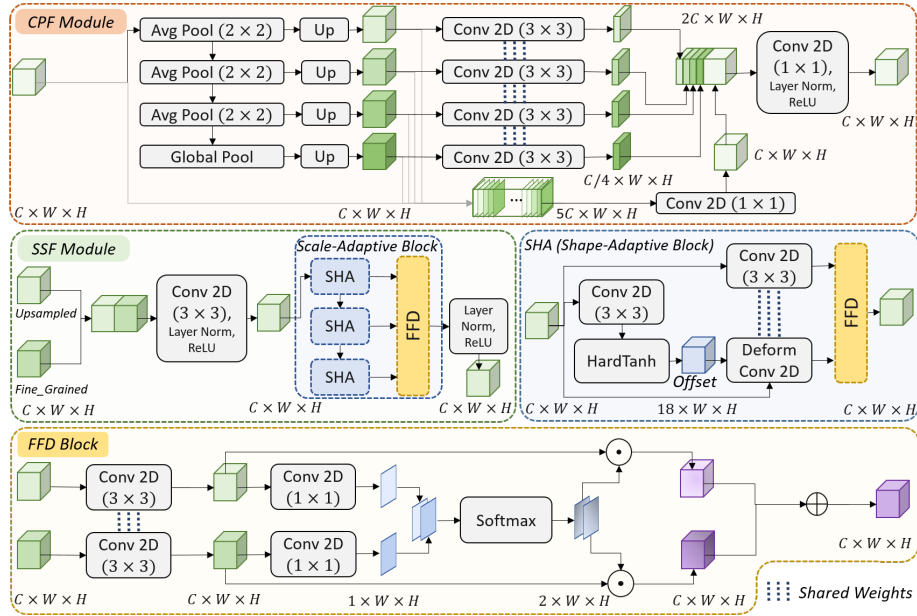 CPF Module
Avg Pool (2 × 2)
Up
Conv 2D (3 × 3)
2C × W × H
Avg Pool (2 × 2)
Up
Conv 2D (3 × 3)
Conv 2D
(1 × 1),
Layer Norm,
ReLU
Avg Pool (2 × 2)
Up
Conv 2D (3 × 3)
C × W × H
Global Pool
Up
Conv 2D (3 × 3)
C × W × H
C/4 × W × H
C × W × H
C × W × H
...
5C × W × H
Conv 2D (1 × 1)
SSF Module
Upsampled
Fine_Grained
C × W × H
Conv 2D
(3 × 3),
Layer Norm,
ReLU
C × W × H
Scale-Adaptive Block
SHA
SHA
SHA
FFD
Layer
Norm,
ReLU
C × W × H
SHA (Shape-Adaptive Block)
Conv 2D
(3 × 3)
Conv 2D
(3 × 3)
HardTanh
Offset
Deform
Conv 2D
FFD
C × W × H
18 × W × H
C × W × H
FFD Block
Conv 2D
(3 × 3)
Conv 2D
(1 × 1)
Softmax
Conv 2D
(3 × 3)
Conv 2D
(1 × 1)
C × W × H
C × W × H
C × W × H
1 × W × H
2 × W × H
C × W × H
Shared Weights